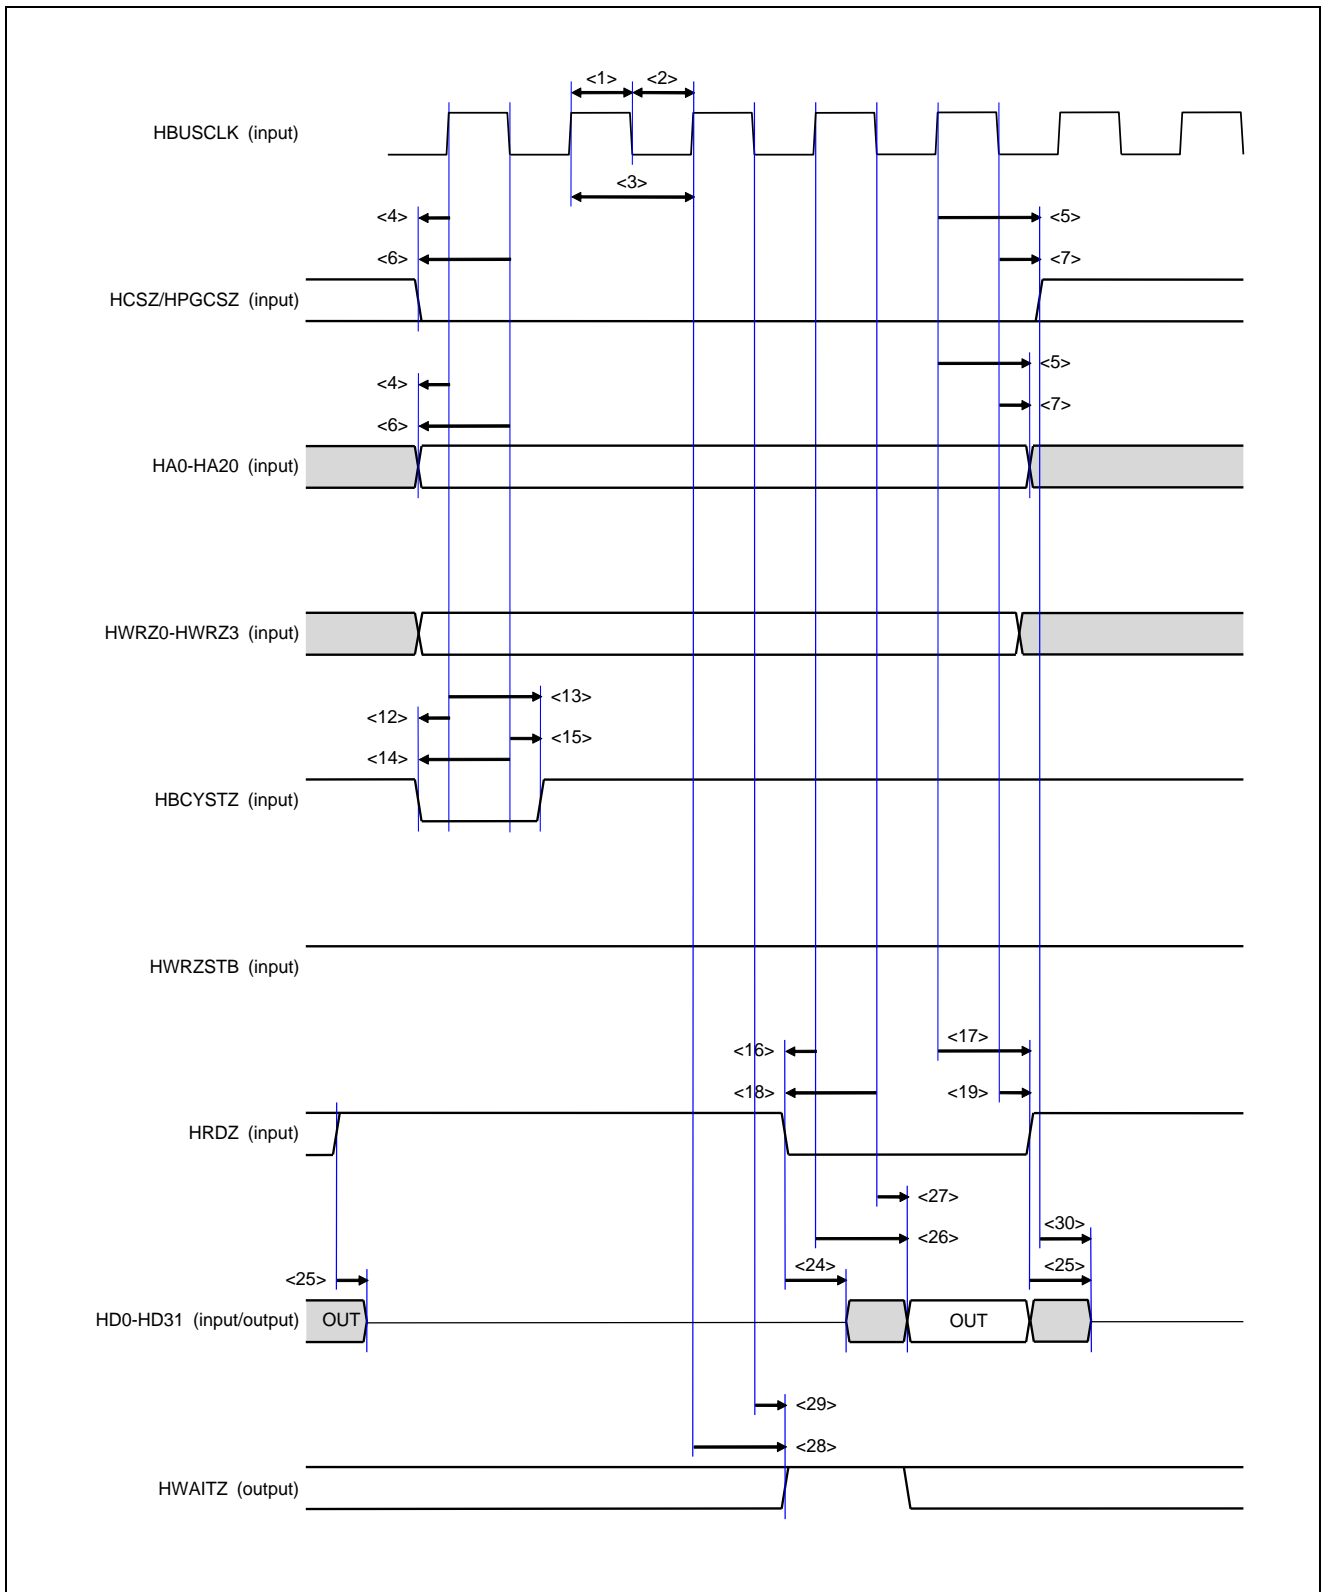 <1> <2>
HBUSCLK (input)
<3>
<4> <5>
<6> <7>
HCSZ/HPGCSZ (input)
<5>
<4>
<7>
<6>
HA0-HA20 (input)
HWRZ0-HWRZ3 (input)
<13>
<12>
<15>
<14>
HBCYSTZ (input)
HWRZSTB (input)
<17>
<16>
<18> <19>
HRDZ (input)
<27>
<30>
<26>
<24>
<25> <25>
HD0-HD31 (input/output) OUT OUT
<29>
<28>
HWAITZ (output)